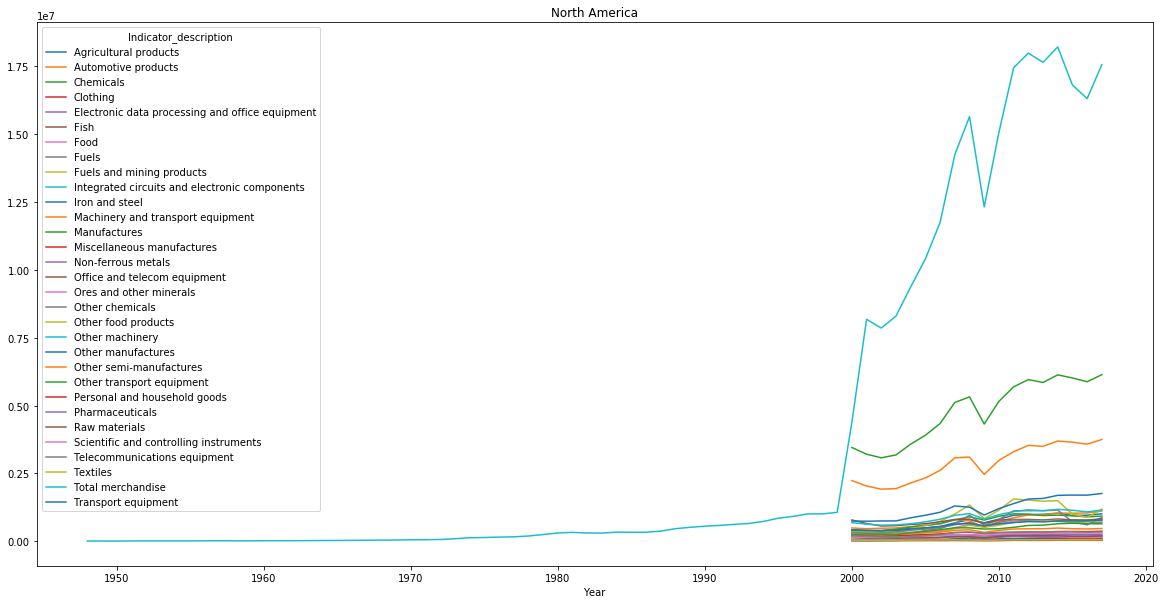 North America
1e7
Indicator_description
Agricultural products
Automotive products
Chemicals
Clothing
Electronic data processing and office equipment
Fish
Food
Fuels
Fuels and mining products
Integrated circuits and electronic components
Iron and steel
Machinery and transport equipment
Manufactures
Miscellaneous manufactures
Non-ferrous metals
Office and telecom equipment
Ores and other minerals
Other chemicals
Other food products
Other machinery
Other manufactures
Other semi-manufactures
Other transport equipment
Personal and household goods
Pharmaceuticals
Raw materials
Scientific and controlling instruments
Telecommunications equipment
Textiles
Total merchandise
Transport equipment
1.75
1.50
1.25
1.00
0.75
0.50
0.25
0.00
1950 1960 1970 1980 1990 2000 2010 2020
Year